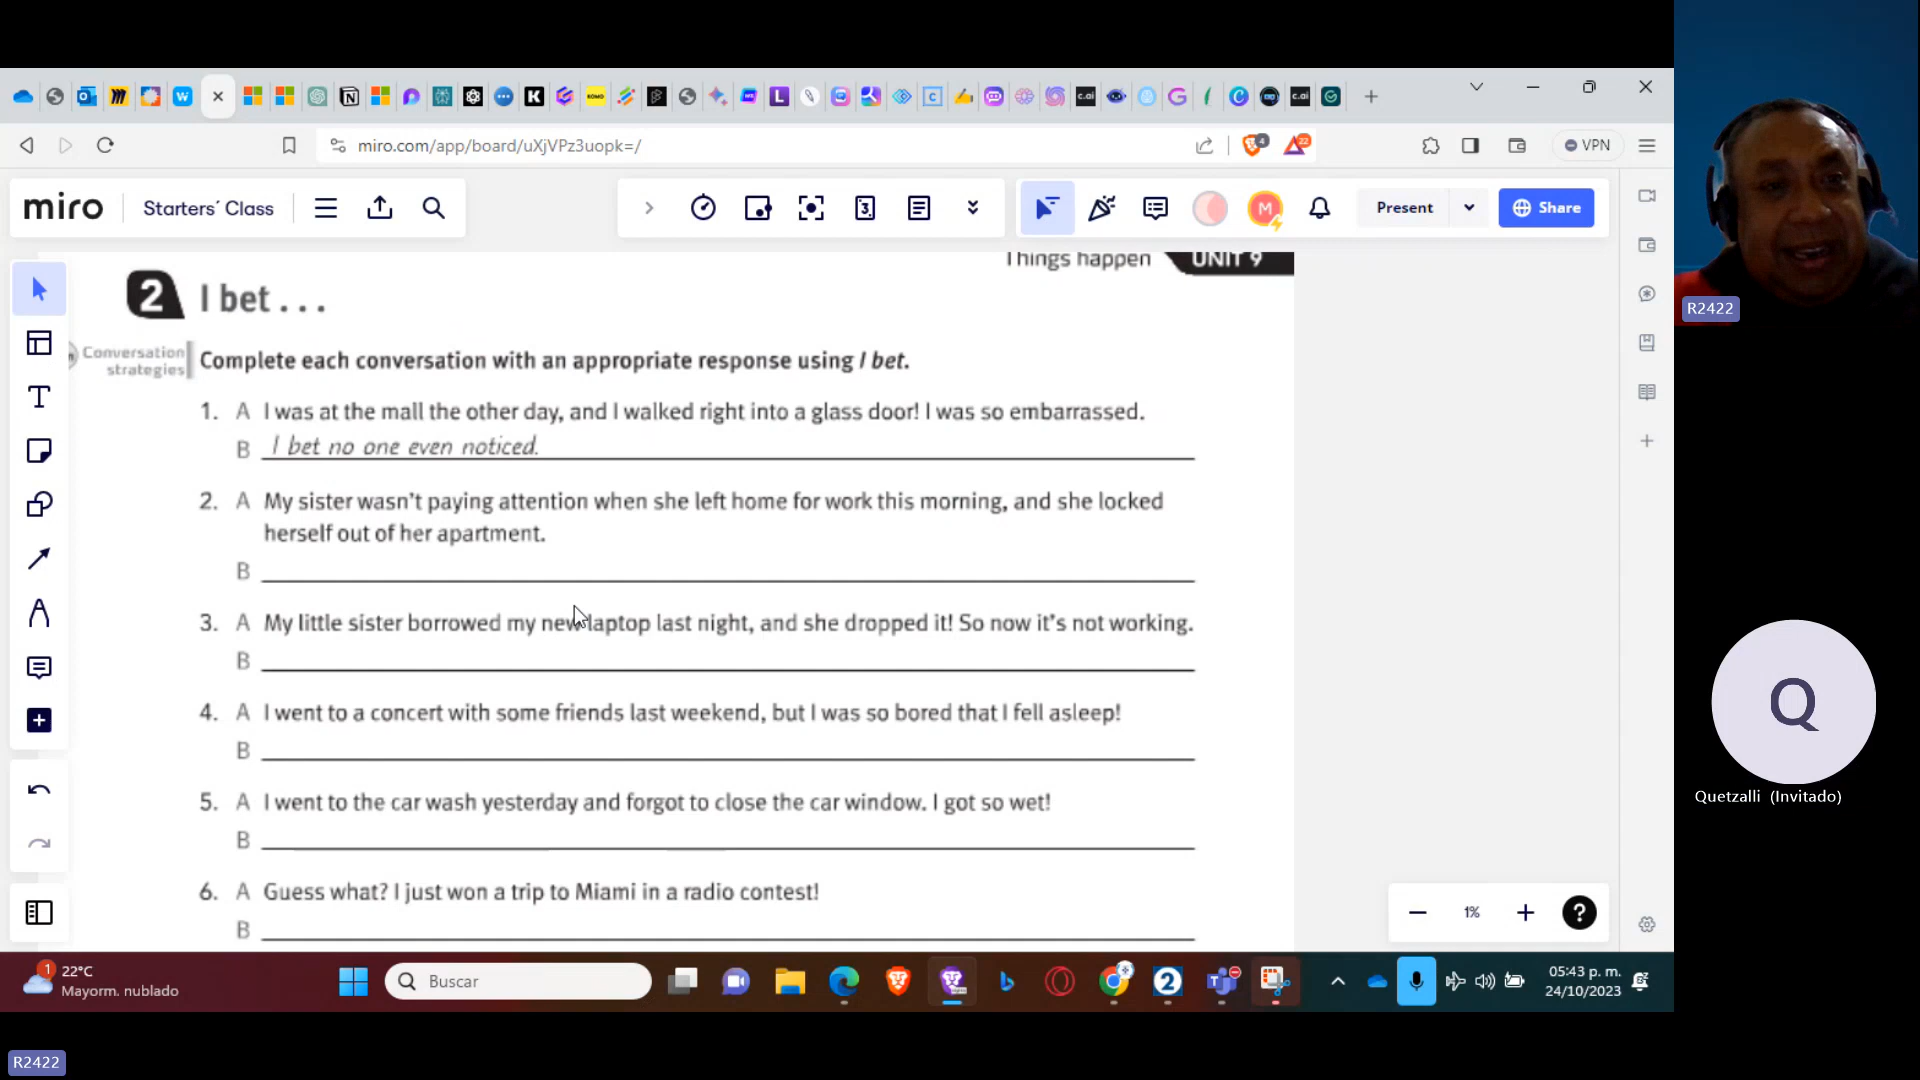 miro.com/app/board/uXjVPz3uopk=/
VPN
miro
Starters´ Class
Present
Share
Things happen UNIT 9
2 I bet . . .
Conversation
strategies
Complete each conversation with an appropriate response using I bet.
1. A I was at the mall the other day, and I walked right into a glass door! I was so embarrassed.
B I bet no one even noticed.
2. A My sister wasn't paying attention when she left home for work this morning, and she locked
herself out of her apartment.
B
3. A My little sister borrowed my new laptop last night, and she dropped it! So now it's not working.
B
4. A I went to a concert with some friends last weekend, but I was so bored that I fell asleep!
B
5. A I went to the car wash yesterday and forgot to close the car window. I got so wet!
B
6. A Guess what? I just won a trip to Miami in a radio contest!
B
1%
22°C
Mayorm. nublado
Buscar
05:43 p. m.
24/10/2023
R2422
Q
Quetzalli (Invitado)
R2422